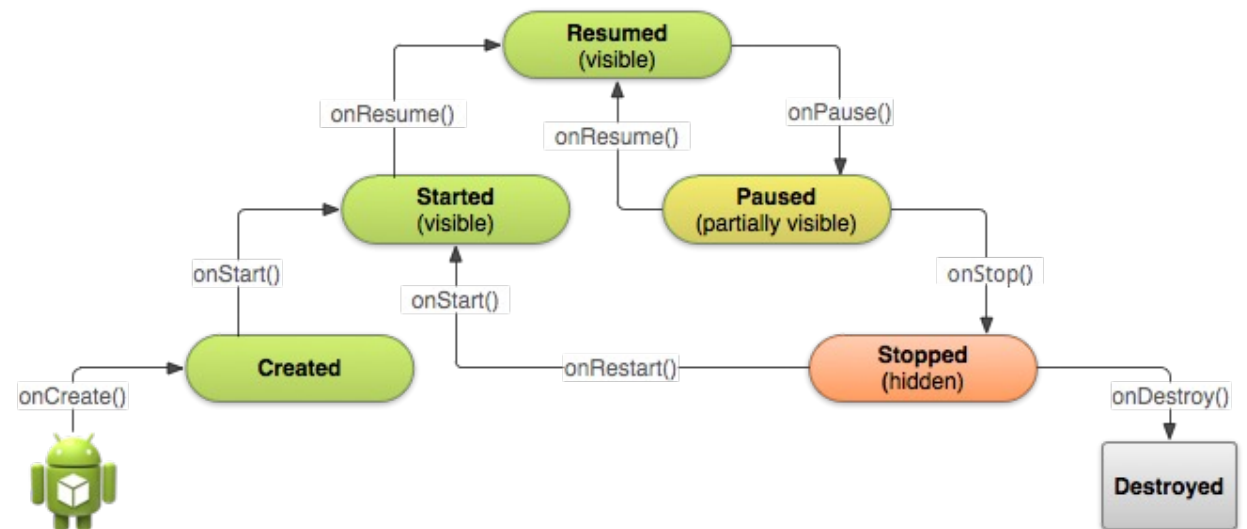 Resumed
(visible)
onResume()
onResume()
onPause()
Started
(visible)
Paused
(partially visible)
onStart()
onStart()
onStop()
Created
onRestart()
Stopped
(hidden)
onCreate()
onDestroy()
Destroyed